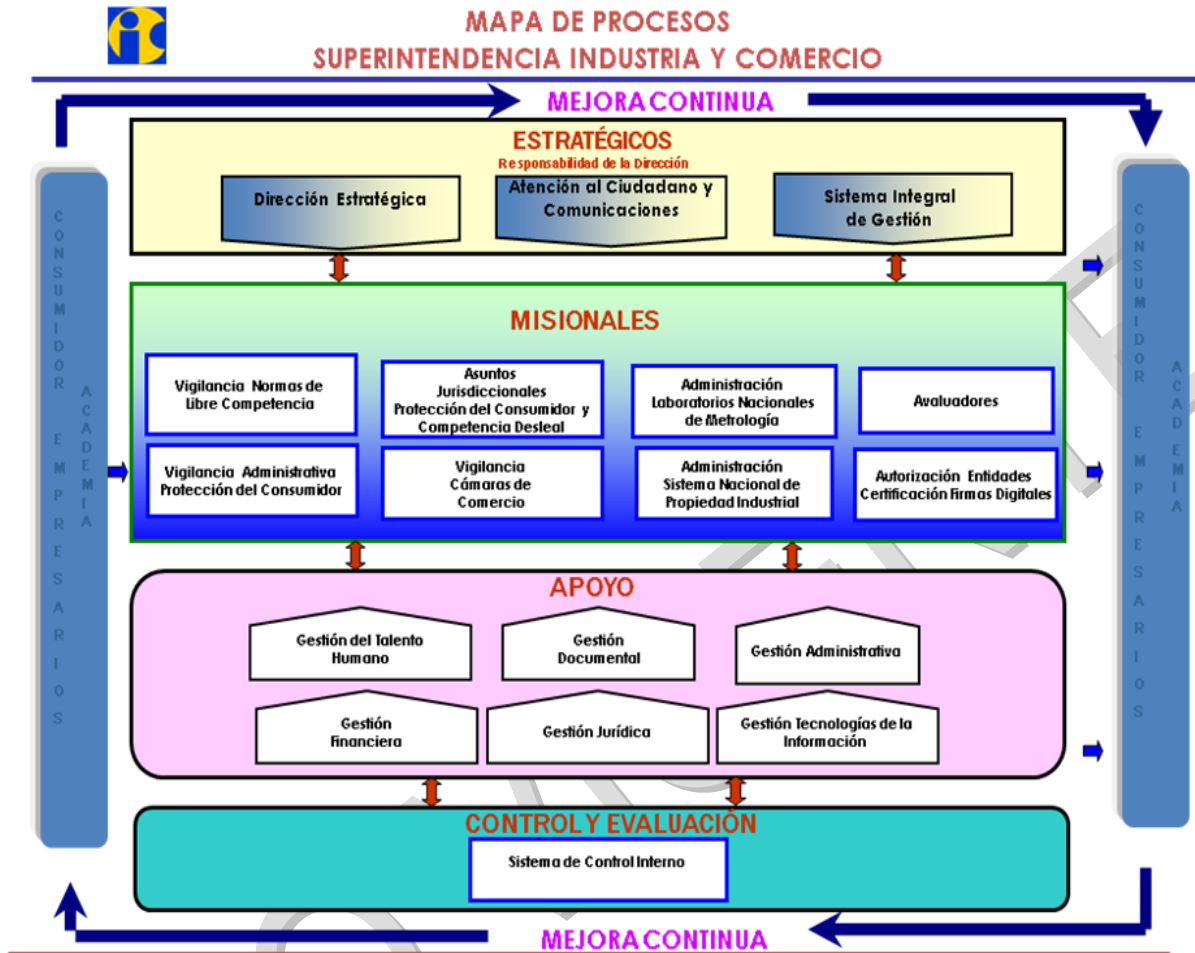 ic
MAPA DE PROCESOS
SUPERINTENDENCIA INDUSTRIA Y COMERCIO
MEJORA CONTINUA
CONSUMIDOR EMPRESARIOS
ACADEMIA
ESTRATÉGICOS
Responsabilidad de la Dirección
Dirección Estratégica
Atención al Ciudadano y
Comunicaciones
Sistema Integral
de Gestión
MISIONALES
Vigilancia Normas de
Libre Competencia
Asuntos
Jurisdiccionales
Protección del Consumidor y
Competencia Desleal
Administración
Laboratorios Nacionales
de Metrología
Avaluadores
Vigilancia Administrativa
Protección del Consumidor
Vigilancia
Cámaras de
Comercio
Administración
Sistema Nacional de
Propiedad Industrial
Autorización Entidades
Certificación Firmas Digitales
APOYO
Gestión del Talento
Humano
Gestión
Documental
Gestión Administrativa
Gestión
Financiera
Gestión Jurídica
Gestión Tecnologías de la
Información
CONTROL Y EVALUACIÓN
Sistema de Control Interno
CONSUMIDOR EMPRESARIOS
ACADEMIA
MEJORA CONTINUA